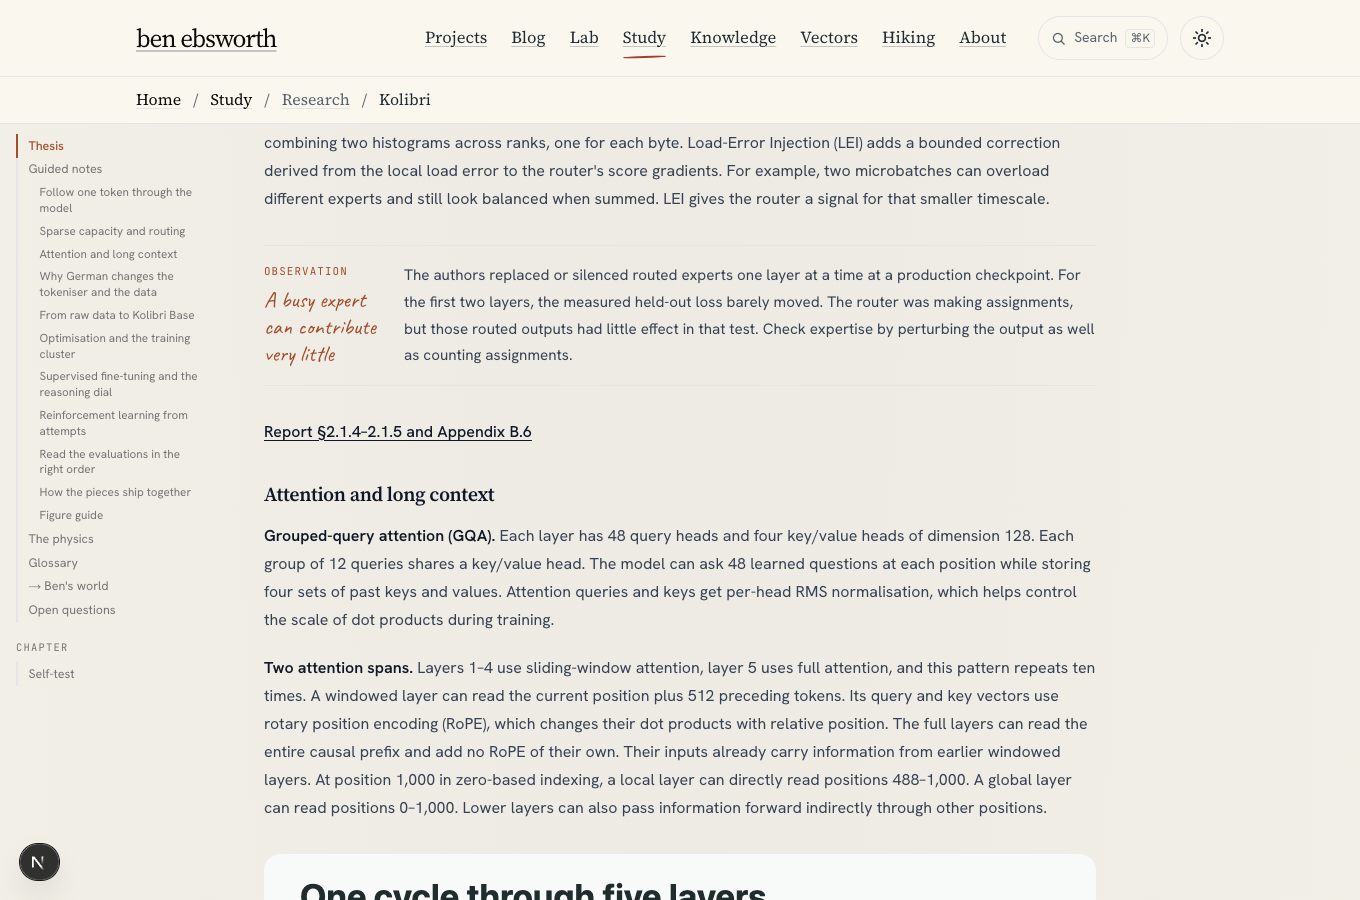 ben ebsworth
Projects Blog Lab Study Knowledge Vectors Hiking About
Search ⌘K
Home / Study / Research / Kolibri
Thesis
Guided notes
Follow one token through the
model
Sparse capacity and routing
Attention and long context
Why German changes the
tokeniser and the data
From raw data to Kolibri Base
Optimisation and the training
cluster
Supervised fine-tuning and the
reasoning dial
Reinforcement learning from
attempts
Read the evaluations in the
right order
How the pieces ship together
Figure guide
The physics
Glossary
→ Ben's world
Open questions
CHAPTER
Self-test
combining two histograms across ranks, one for each byte. Load-Error Injection (LEI) adds a bounded correction
derived from the local load error to the router's score gradients. For example, two microbatches can overload
different experts and still look balanced when summed. LEI gives the router a signal for that smaller timescale.
OBSERVATION
A busy expert
can contribute
very little
The authors replaced or silenced routed experts one layer at a time at a production checkpoint. For
the first two layers, the measured held-out loss barely moved. The router was making assignments,
but those routed outputs had little effect in that test. Check expertise by perturbing the output as well
as counting assignments.
Report §2.1.4–2.1.5 and Appendix B.6
Attention and long context
Grouped-query attention (GQA). Each layer has 48 query heads and four key/value heads of dimension 128. Each
group of 12 queries shares a key/value head. The model can ask 48 learned questions at each position while storing
four sets of past keys and values. Attention queries and keys get per-head RMS normalisation, which helps control
the scale of dot products during training.
Two attention spans. Layers 1–4 use sliding-window attention, layer 5 uses full attention, and this pattern repeats ten
times. A windowed layer can read the current position plus 512 preceding tokens. Its query and key vectors use
rotary position encoding (RoPE), which changes their dot products with relative position. The full layers can read the
entire causal prefix and add no RoPE of their own. Their inputs already carry information from earlier windowed
layers. At position 1,000 in zero-based indexing, a local layer can directly read positions 488–1,000. A global layer
can read positions 0–1,000. Lower layers can also pass information forward indirectly through other positions.
One cycle through five layers
N